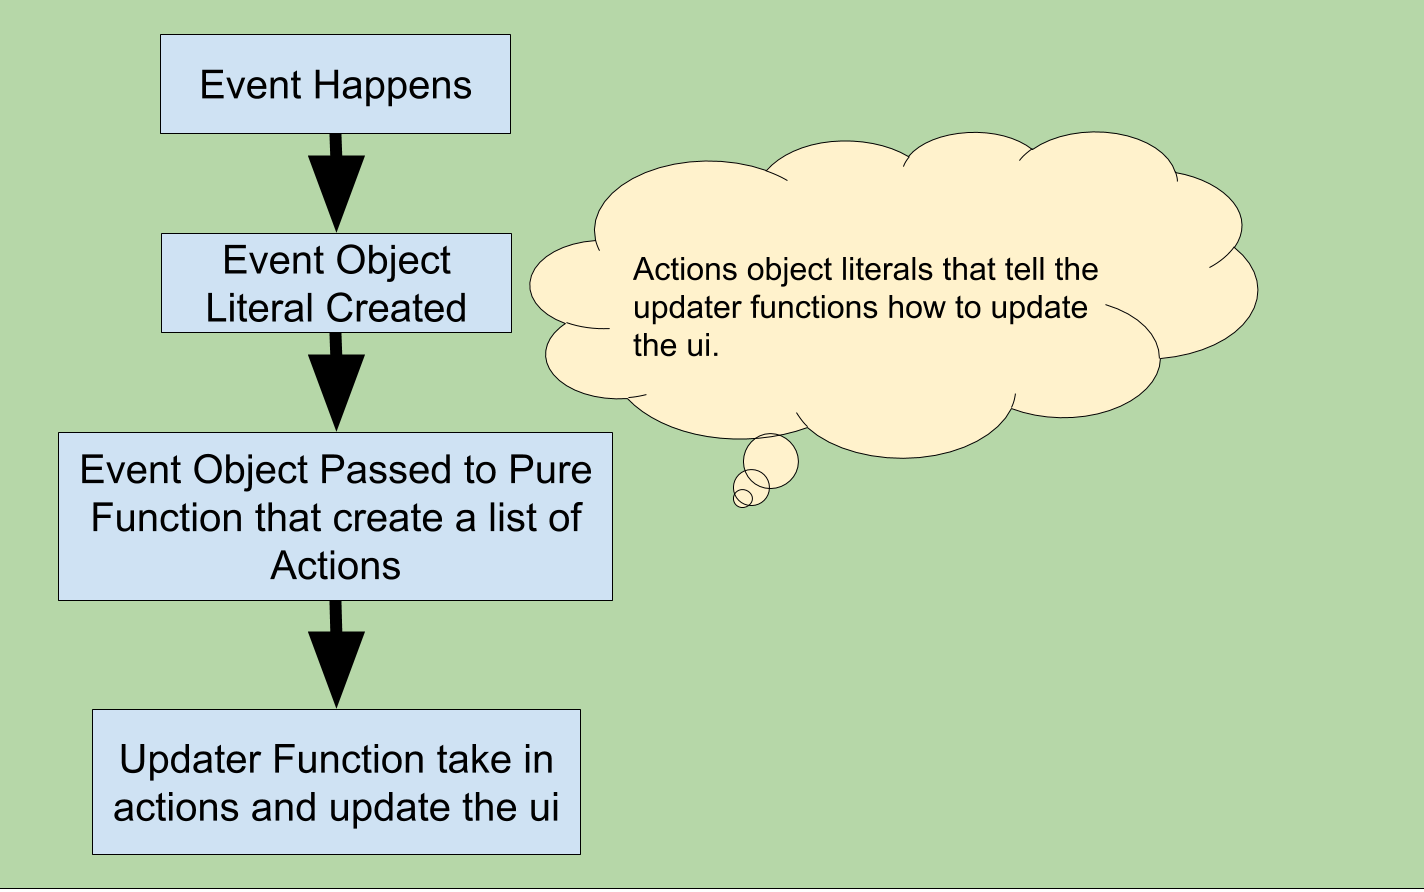 Event Happens
Event Object
Literal Created
Actions object literals that tell the
updater functions how to update
the ui.
Event Object Passed to Pure
Function that create a list of
Actions
Updater Function take in
actions and update the ui